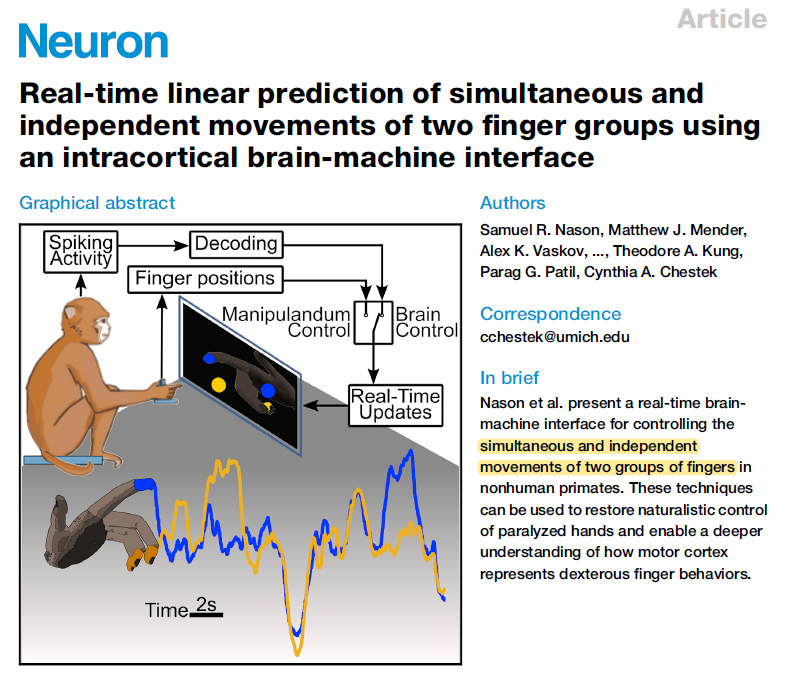 Article
Neuron
Real-time linear prediction of simultaneous and
independent movements of two finger groups using
an intracortical brain-machine interface
Graphical abstract
Spiking
Activity
Decoding
Finger positions
Manipulandum
Control
Brain
Control
Real-Time
Updates
Time 2s
Authors
Samuel R. Nason, Matthew J. Mender,
Alex K. Vaskov, ..., Theodore A. Kung,
Parag G. Patil, Cynthia A. Chestek
Correspondence
cchestek@umich.edu
In brief
Nason et al. present a real-time brain-
machine interface for controlling the
simultaneous and independent
movements of two groups of fingers in
nonhuman primates. These techniques
can be used to restore naturalistic control
of paralyzed hands and enable a deeper
understanding of how motor cortex
represents dexterous finger behaviors.